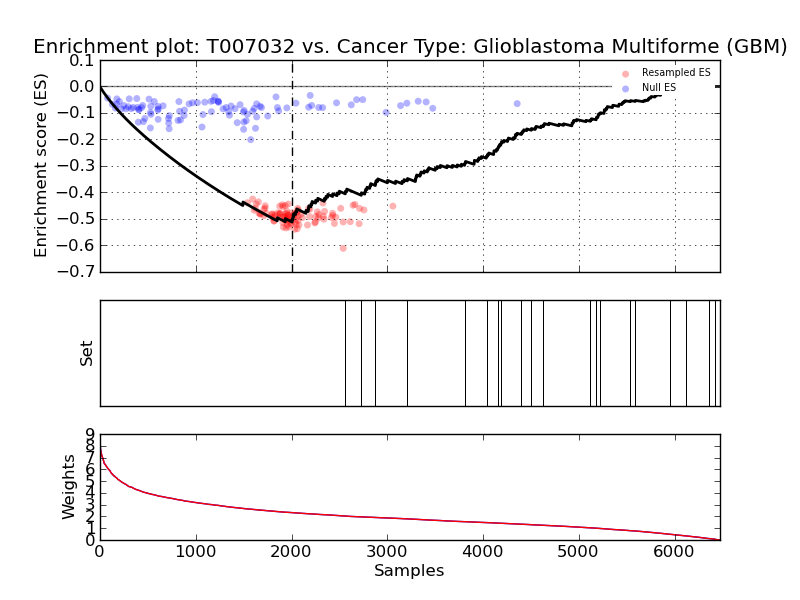 Enrichment plot: T007032 vs. Cancer Type: Glioblastoma Multiforme (GBM)
Enrichment score (ES)
0.1
0.0
−0.1
−0.2
−0.3
−0.4
−0.5
−0.6
−0.7
Resampled ES
Null ES
Set
Weights
9
8
7
6
5
4
3
2
1
0
0 1000 2000 3000 4000 5000 6000
Samples